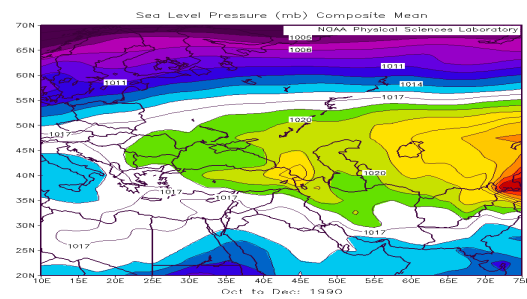 Sea Level Pressure (mb) Composite Mean
NOAA Physical Sciences Laboratory
70N
65N
60N
55N
50N
45N
40N
35N
30N
25N
20N
1005
1008
1011
1011
1014
1017
1020
1017
1020
1017
1017
1017
1017
10E 15E 20E 25E 30E 35E 40E 45E 50E 55E 60E 65E 70E 75E
Oct to Dec: 1990